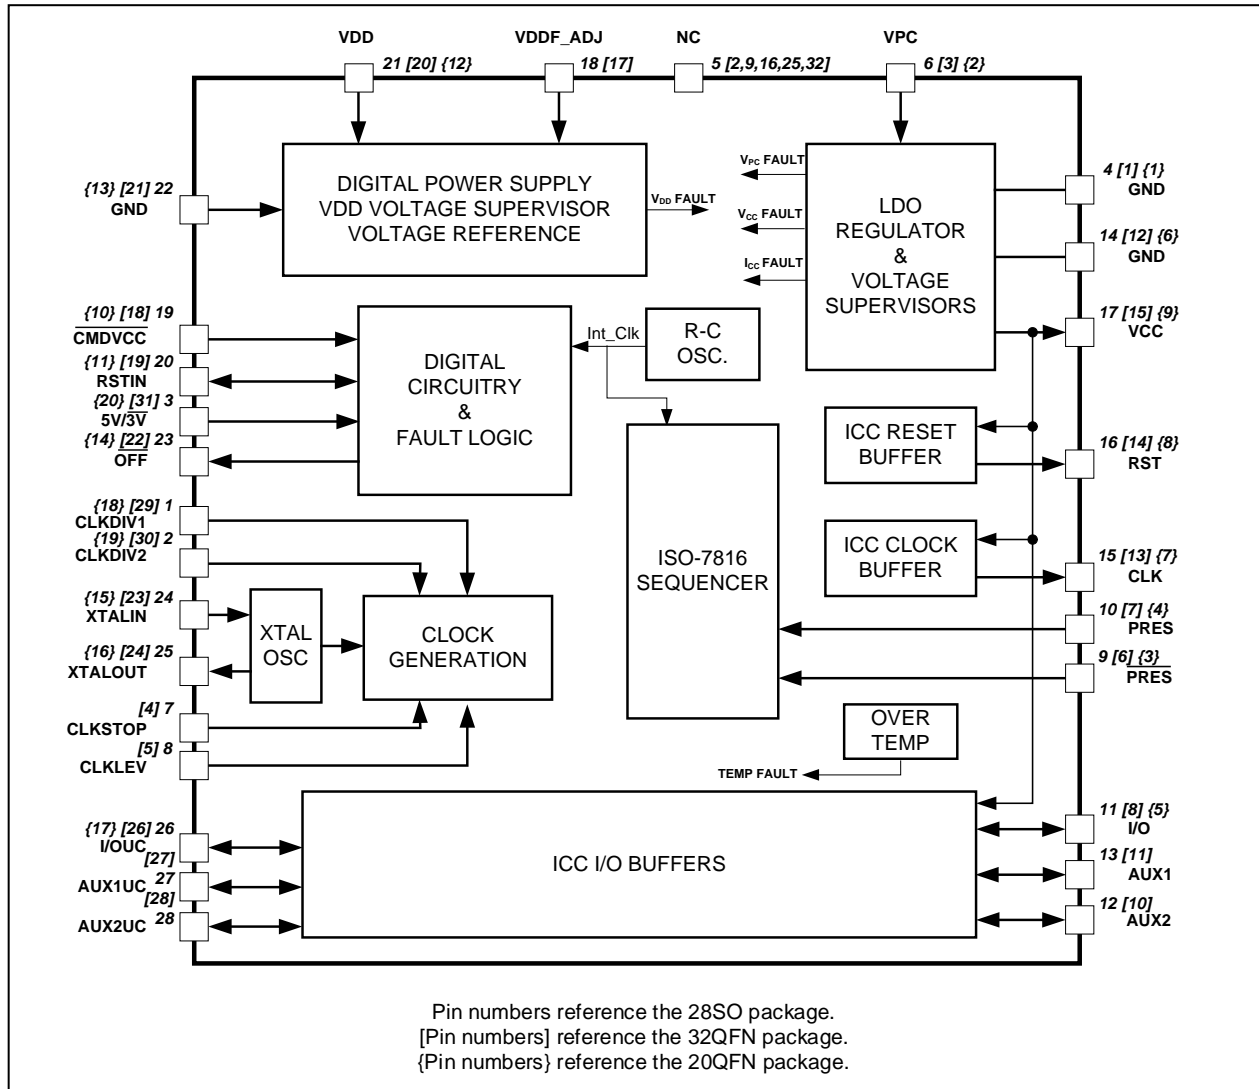 VDD
21 [20] {12}
VDDF_ADJ
18 [17]
NC
5 [2,9,16,25,32]
VPC
6 [3] {2}
{13} [21] 22
GND
DIGITAL POWER SUPPLY
VDD VOLTAGE SUPERVISOR
VOLTAGE REFERENCE
VDD FAULT
VPC FAULT
VCC FAULT
ICC FAULT
LDO
REGULATOR
&
VOLTAGE
SUPERVISORS
4 [1] {1}
GND
14 [12] {6}
GND
17 [15] {9}
VCC
{10} [18] 19
CMDVCC
{11} [19] 20
RSTIN
{20} [31] 3
5V/3V
{14} [22] 23
OFF
DIGITAL
CIRCUITRY
&
FAULT LOGIC
Int_Clk
R-C
OSC.
ISO-7816
SEQUENCER
ICC RESET
BUFFER
16 [14] {8}
RST
ICC CLOCK
BUFFER
15 [13] {7}
CLK
10 [7] {4}
PRES
9 [6] {3}
PRES
{18} [29] 1
CLKDIV1
{19} [30] 2
CLKDIV2
{15} [23] 24
XTALIN
{16} [24] 25
XTALOUT
[4] 7
CLKSTOP
[5] 8
CLKLEV
XTAL
OSC
CLOCK
GENERATION
OVER
TEMP
TEMP FAULT
{17} [26] 26
I/OUC
[27]
AUX1UC 27
[28]
AUX2UC 28
ICC I/O BUFFERS
11 [8] {5}
I/O
13 [11]
AUX1
12 [10]
AUX2
Pin numbers reference the 28SO package.
[Pin numbers] reference the 32QFN package.
{Pin numbers} reference the 20QFN package.